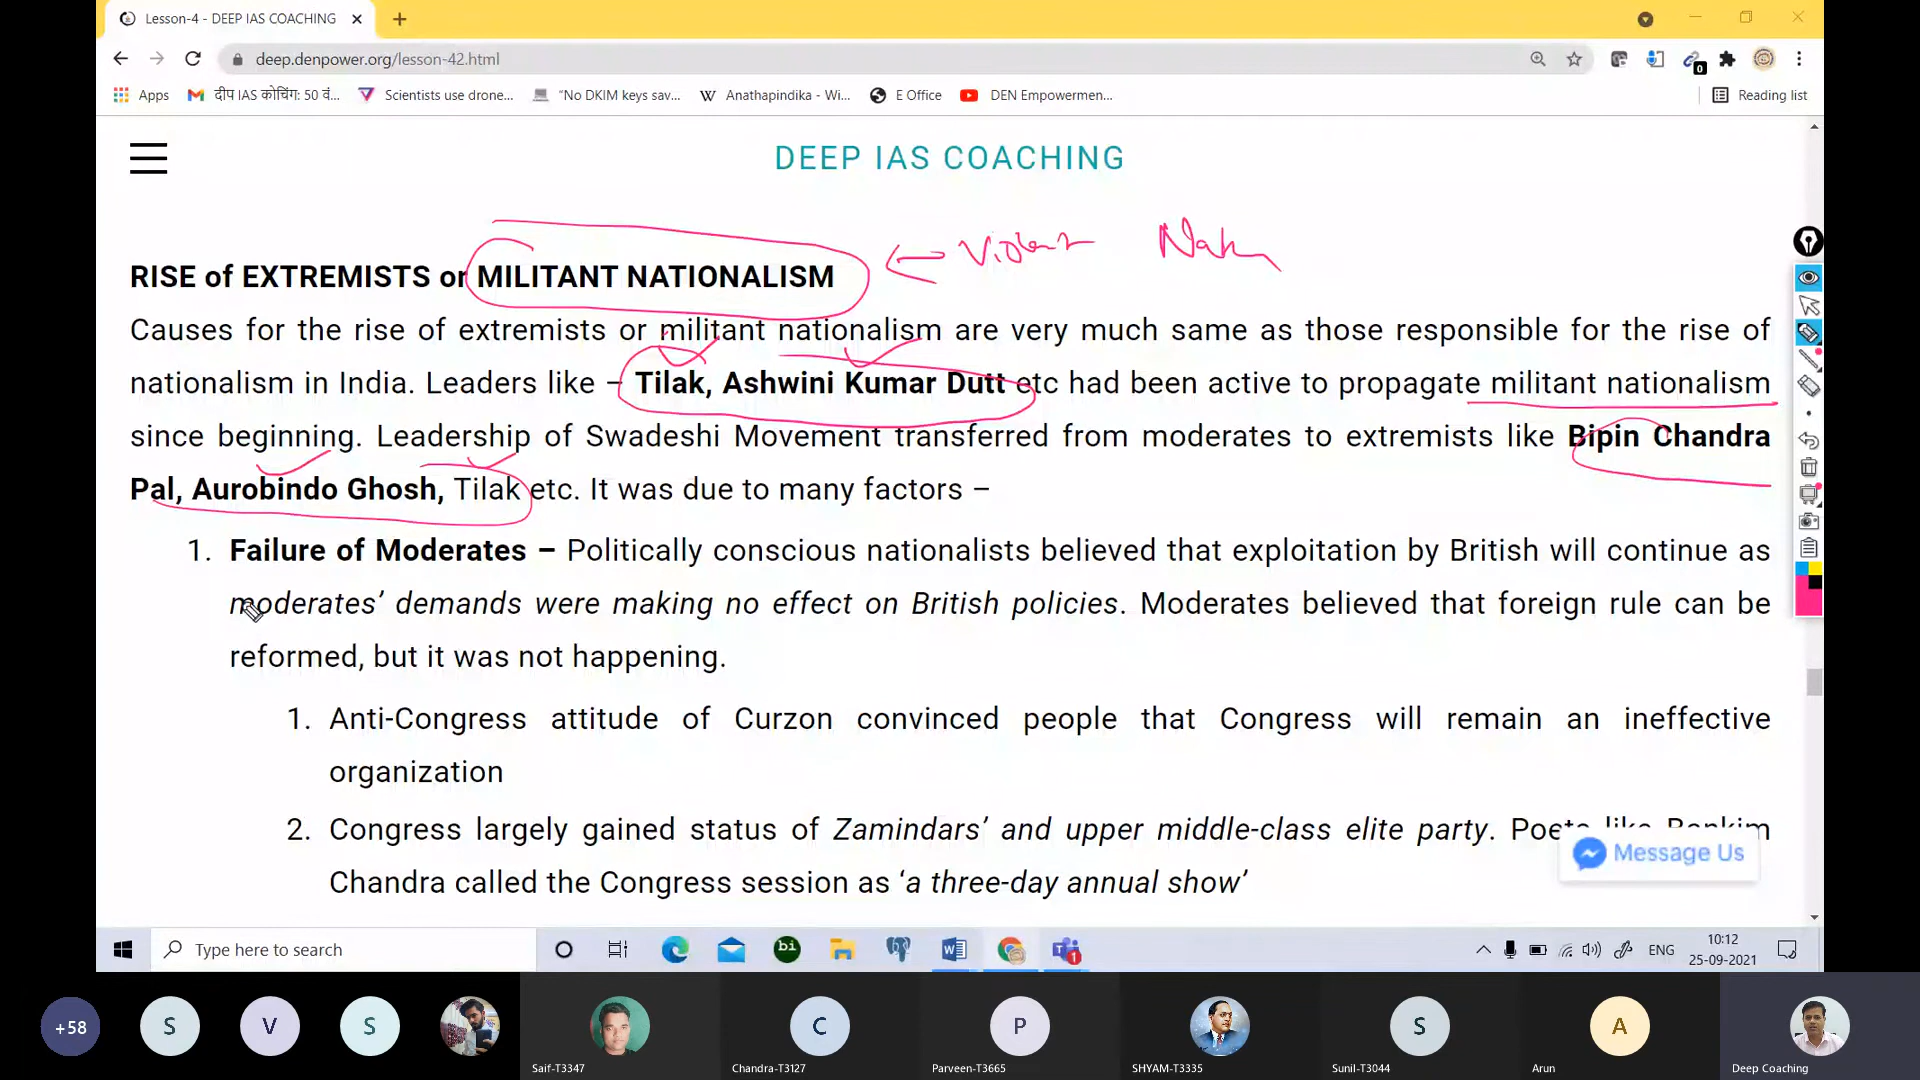 Lesson-4 - DEEP IAS COACHING
deep.denpower.org/lesson-42.html
0
Apps
दीप IAS कोचिंग: 50 वं...
Scientists use drone...
"No DKIM keys sav...
Anathapindika - Wi...
E Office
DEN Empowermen...
Reading list
DEEP IAS COACHING
Violent
RISE of EXTREMISTS or MILITANT NATIONALISM
Causes for the rise of extremists or militant nationalism are very much same as those responsible for the rise of
nationalism in India. Leaders like – Tilak, Ashwini Kumar Dutt etc had been active to propagate militant nationalism
since beginning. Leadership of Swadeshi Movement transferred from moderates to extremists like Bipin Chandra
Pal, Aurobindo Ghosh, Tilak etc. It was due to many factors –
1. Failure of Moderates – Politically conscious nationalists believed that exploitation by British will continue as
moderates' demands were making no effect on British policies. Moderates believed that foreign rule can be
reformed, but it was not happening.
1. Anti-Congress attitude of Curzon convinced people that Congress will remain an ineffective
organization
2. Congress largely gained status of Zamindars' and upper middle-class elite party. Poets like Bankim
Chandra called the Congress session as 'a three-day annual show'
Message Us
Type here to search
bi
1
ENG
10:12
25-09-2021
+58
S
V
S
C
P
S
A
Saif-T3347
Chandra-T3127
Parveen-T3665
SHYAM-T3335
Sunil-T3044
Arun
Deep Coaching